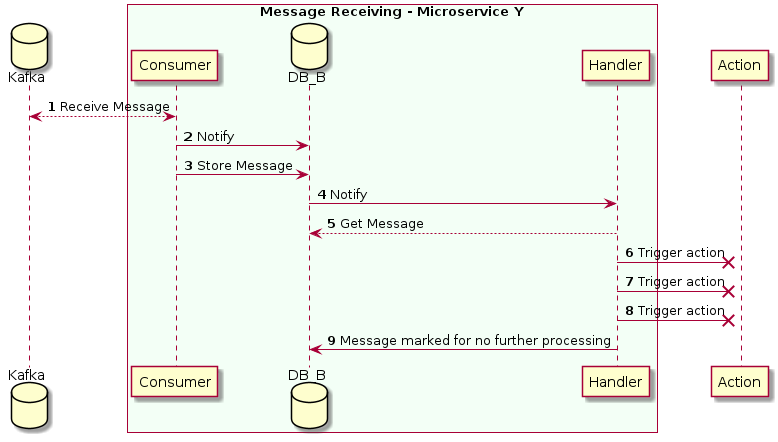 Message Receiving - Microservice Y
Kafka
Consumer
DB_B
Handler
Action
1 Receive Message
2 Notify
3 Store Message
4 Notify
5 Get Message
6 Trigger action
7 Trigger action
8 Trigger action
9 Message marked for no further processing
Kafka
Consumer
DB_B
Handler
Action